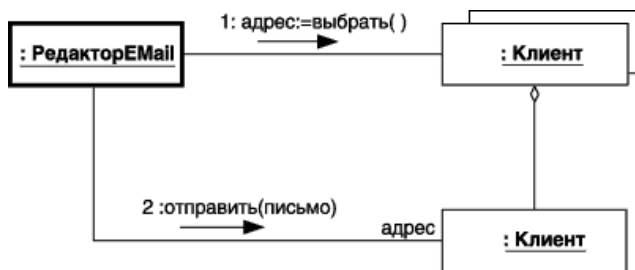 1: адрес:=выбрать( )
: РедакторEMail
: Клиент
2 :отправить(письмо)
адрес
: Клиент